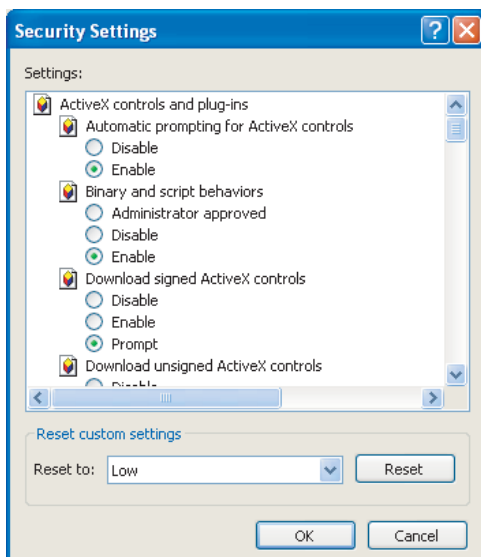 Security Settings
Settings:
ActiveX controls and plug-ins
Automatic prompting for ActiveX controls
Disable
Enable
Binary and script behaviors
Administrator approved
Disable
Enable
Download signed ActiveX controls
Disable
Enable
Prompt
Download unsigned ActiveX controls
Disable
Reset custom settings
Reset to: Low Reset
OK Cancel